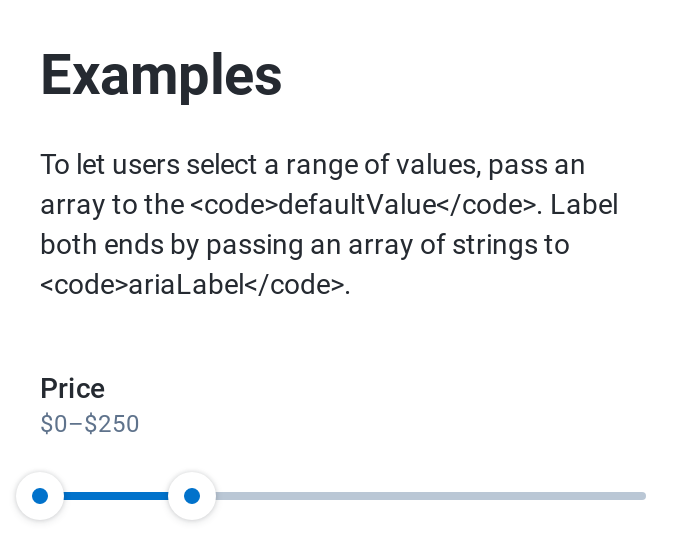 Examples
To let users select a range of values, pass an
array to the <code>defaultValue</code>. Label
both ends by passing an array of strings to
<code>ariaLabel</code>.
Price
$0–$250